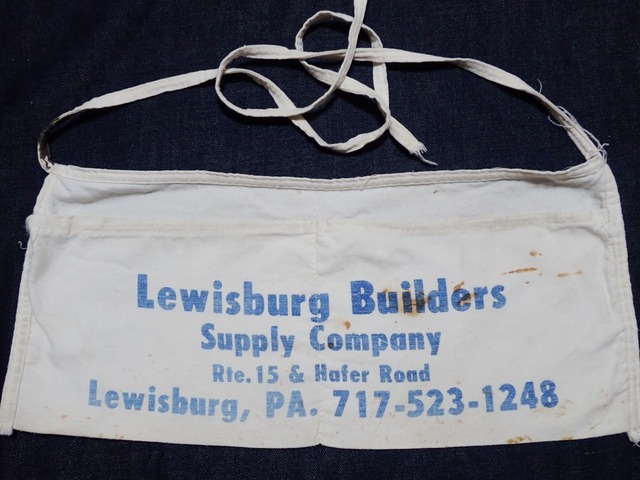 Lewisburg Builders
Supply Company
Rte. 15 & Hafer Road
Lewisburg, PA. 717-523-1248